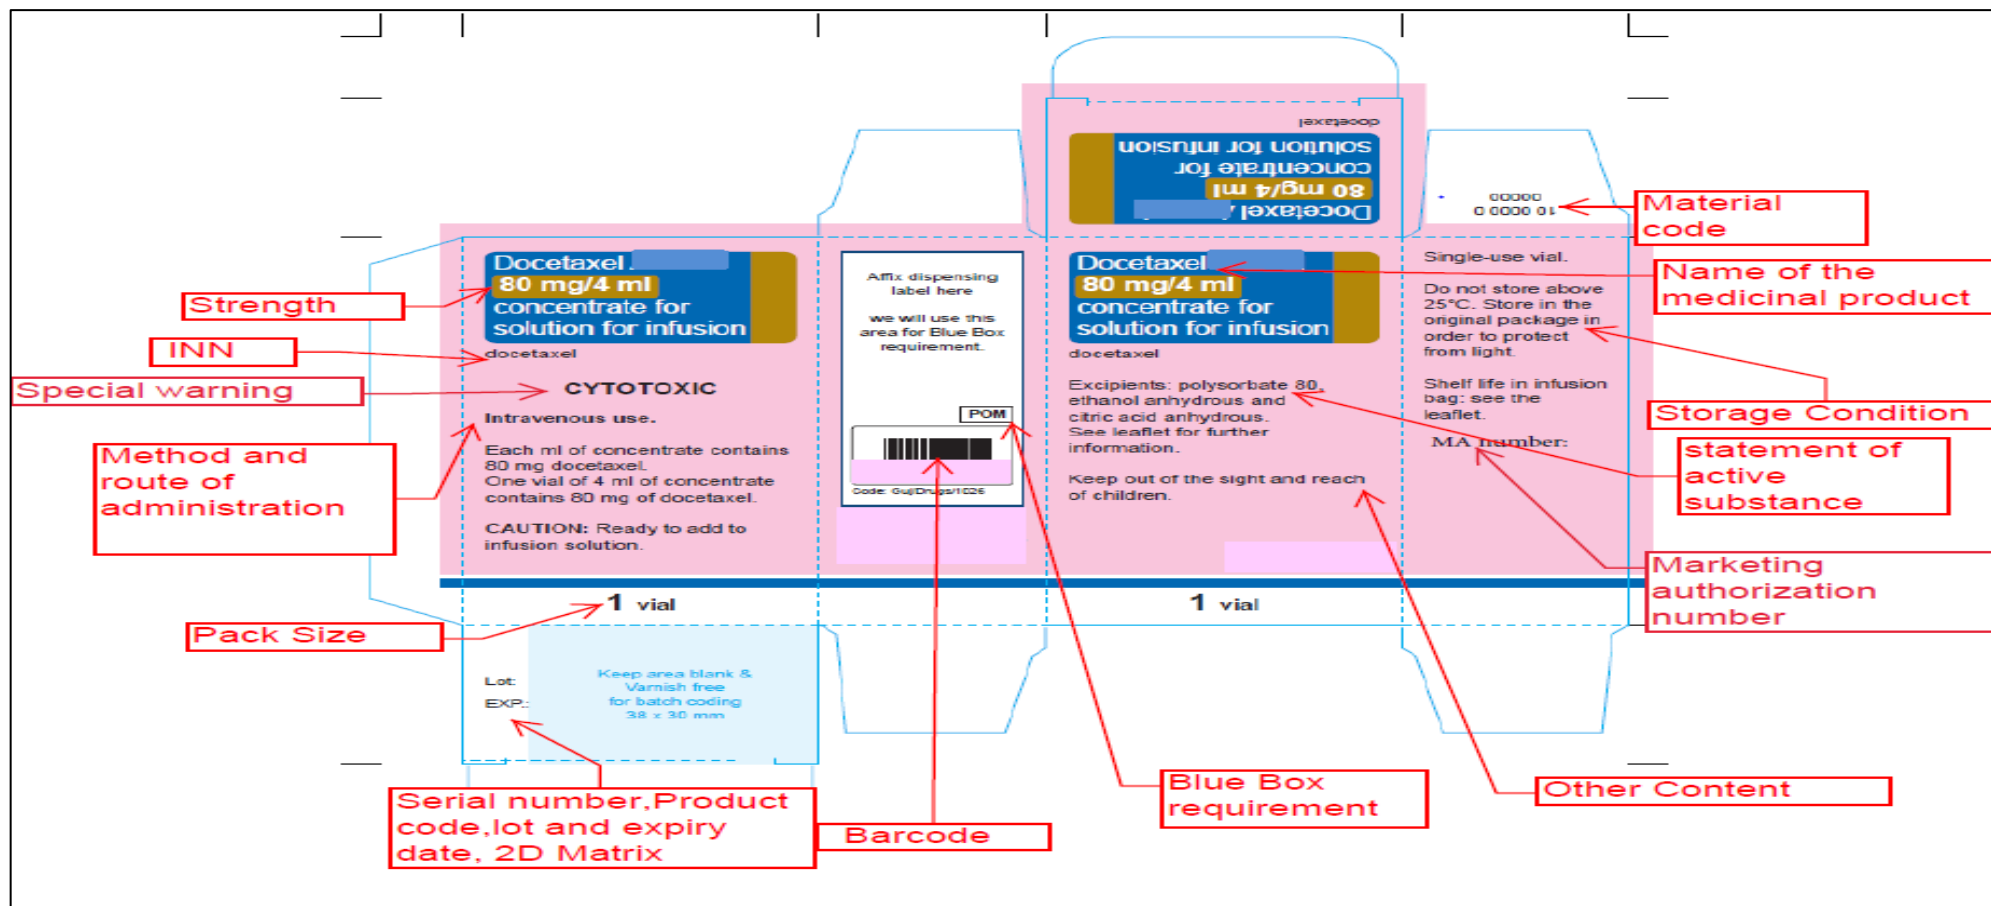 docetaxel
Docetaxel
80 mg/4 ml
concentrate for
solution for infusion
10 0000 0
00000
Material
code
Docetaxel
80 mg/4 ml
concentrate for
solution for infusion
docetaxel
CYTOTOXIC
Intravenous use.
Each ml of concentrate contains
80 mg docetaxel.
One vial of 4 ml of concentrate
contains 80 mg of docetaxel.
CAUTION: Ready to add to
infusion solution.
1 vial
Lot:
EXP.:
Keep area blank &
Varnish free
for batch coding
38 x 30 mm
Affix dispensing
label here
we will use this
area for Blue Box
requirement.
POM
Code: Guj/Drugs/1026
Docetaxel
80 mg/4 ml
concentrate for
solution for infusion
docetaxel
Excipients: polysorbate 80,
ethanol anhydrous and
citric acid anhydrous.
See leaflet for further
information.
Keep out of the sight and reach
of children.
1 vial
Single-use vial.
Do not store above
25°C. Store in the
original package in
order to protect
from light.
Shelf life in infusion
bag: see the
leaflet.
MA number:
Strength
INN
Special warning
Method and
route of
administration
Pack Size
Serial number,Product
code,lot and expiry
date, 2D Matrix
Barcode
Blue Box
requirement
Other Content
Name of the
medicinal product
Storage Condition
statement of
active
substance
Marketing
authorization
number